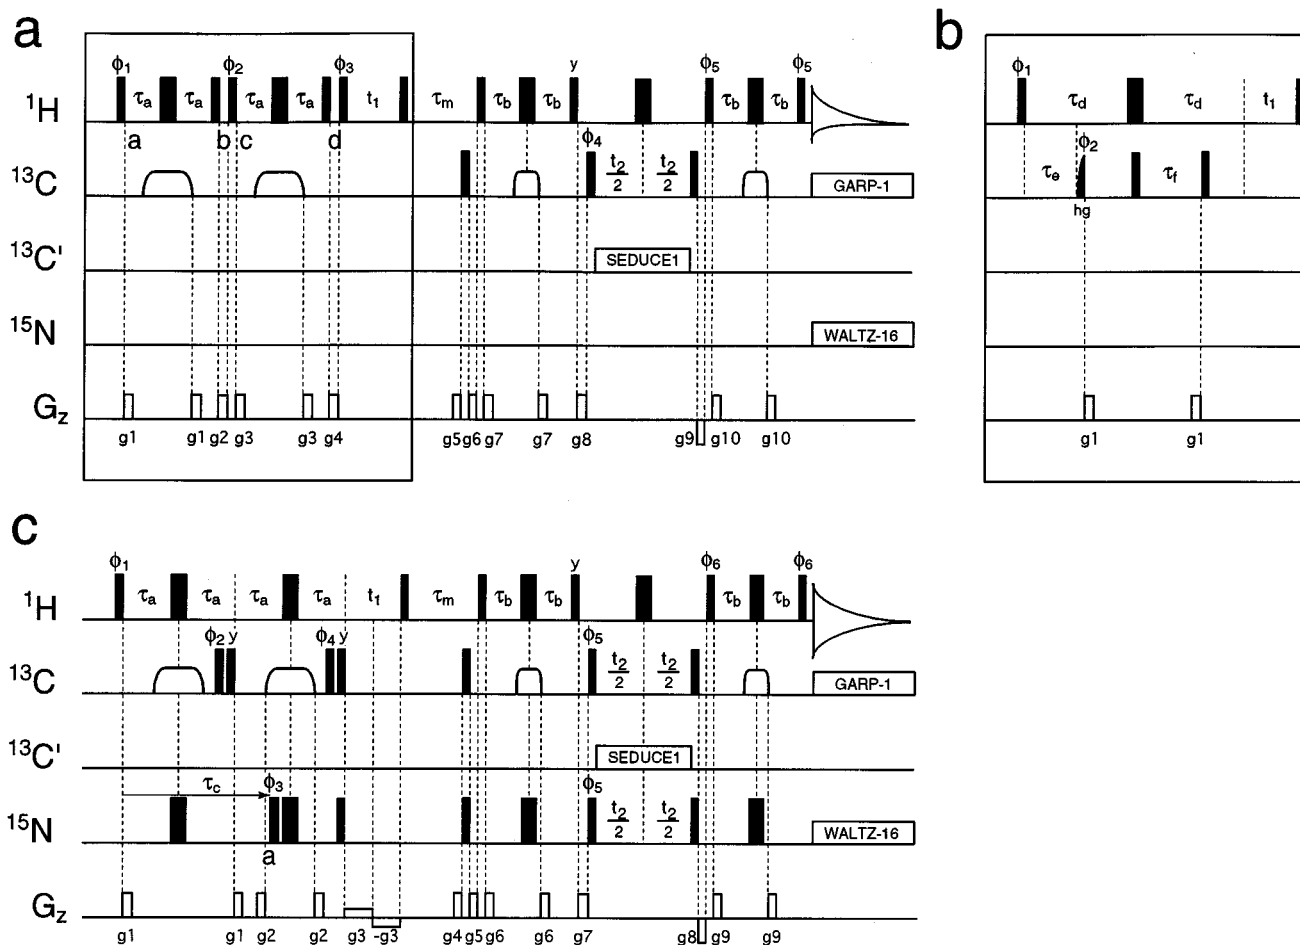 a
ϕ1 ϕ2 ϕ3 y ϕ5 ϕ5
1H τa τa τa τa t1 τm τb τb τb τb
a b c d
13C ϕ4 t2/2 t2/2 GARP-1
13C' SEDUCE1
15N WALTZ-16
Gz
g1 g1 g2 g3 g3 g4 g5 g6 g7 g7 g8 g9 g10 g10
b
ϕ1
τd τd t1
ϕ2
τe τf
hg
g1 g1
c
ϕ1 y ϕ6 ϕ6
1H τa τa τa τa t1 τm τb τb τb τb
ϕ2 y ϕ4 y ϕ5
13C t2/2 t2/2 GARP-1
13C' SEDUCE1
τc ϕ3 ϕ5
15N t2/2 t2/2 WALTZ-16
a
Gz
g1 g1 g2 g2 g3 -g3 g4 g5 g6 g6 g7 g8 g9 g9